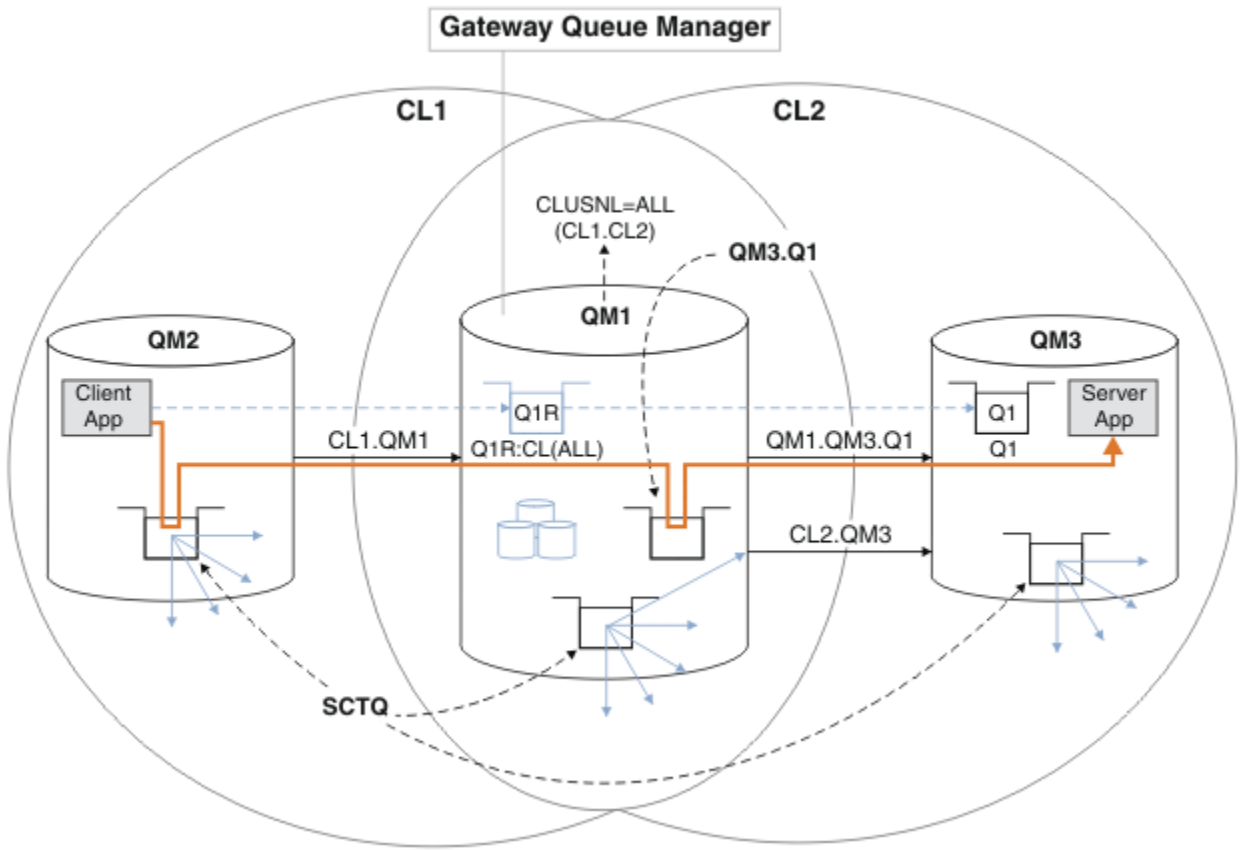 Gateway Queue Manager
CL1
CL2
CLUSNL=ALL
(CL1.CL2)
QM3.Q1
QM2
QM1
QM3
Client
App
Q1R
Q1
Server
App
CL1.QM1
Q1R:CL(ALL)
QM1.QM3.Q1
Q1
CL2.QM3
SCTQ